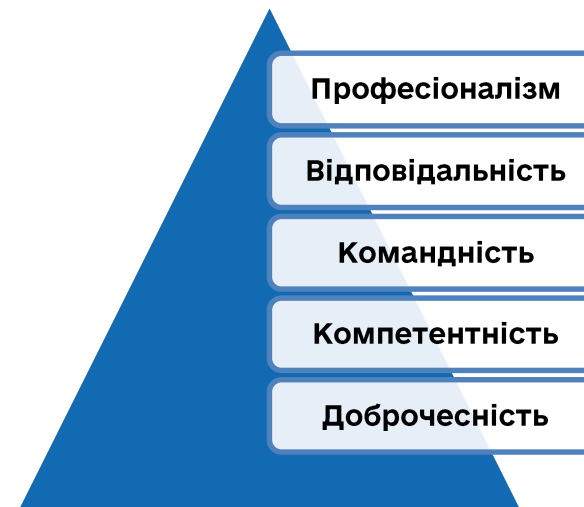 Професіоналізм
Відповідальність
Командність
Компетентність
Доброчесність